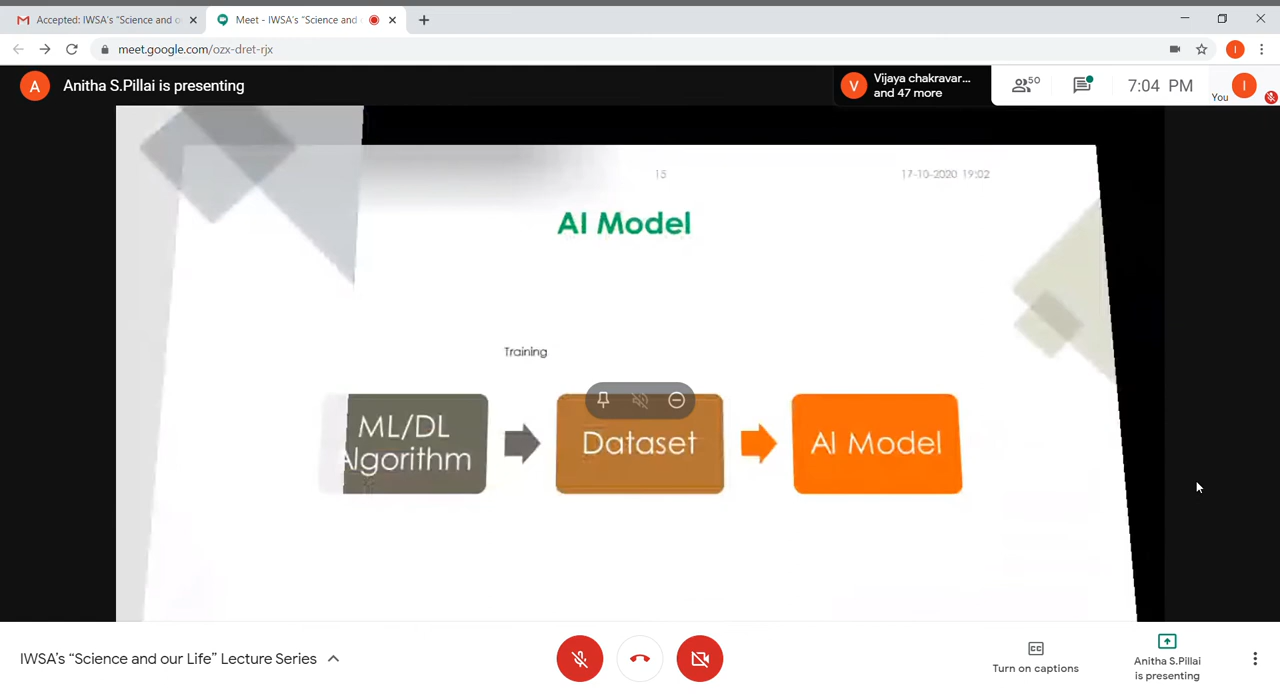 Accepted: IWSA's "Science and o
Meet - IWSA's "Science and
meet.google.com/ozx-dret-rjx
A
Anitha S.Pillai is presenting
V
Vijaya chakravar...
and 47 more
50
7:04 PM
You
I
15
17-10-2020 19:02
AI Model
Training
ML/DL
Algorithm
Dataset
AI Model
IWSA's “Science and our Life” Lecture Series
CC
Turn on captions
Anitha S.Pillai
is presenting